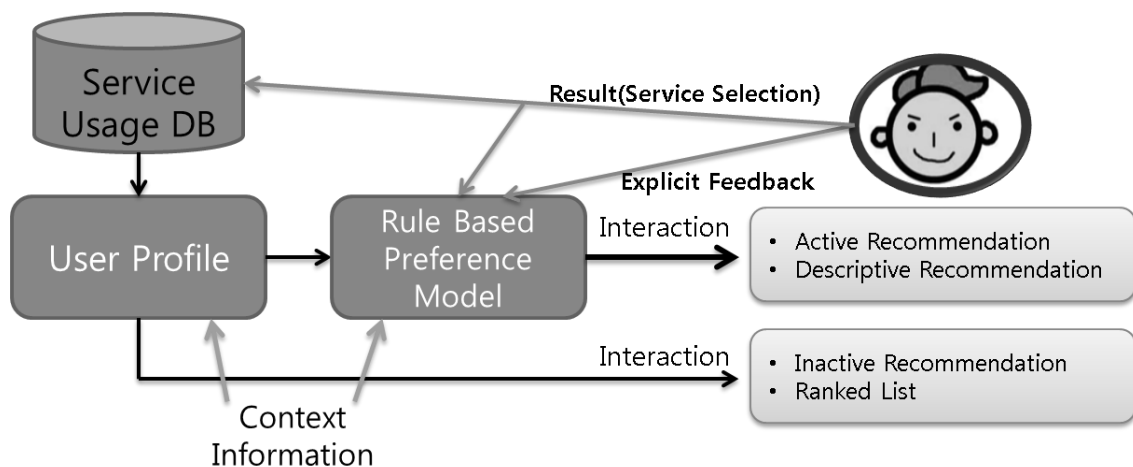 Service
Usage DB
Result(Service Selection)
Explicit Feedback
User Profile
Rule Based
Preference
Model
Interaction
• Active Recommendation
• Descriptive Recommendation
Interaction
• Inactive Recommendation
• Ranked List
Context
Information